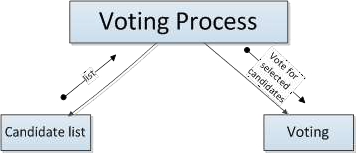 Voting Process
list
Vote for
selected
candidates
Candidate list
Voting